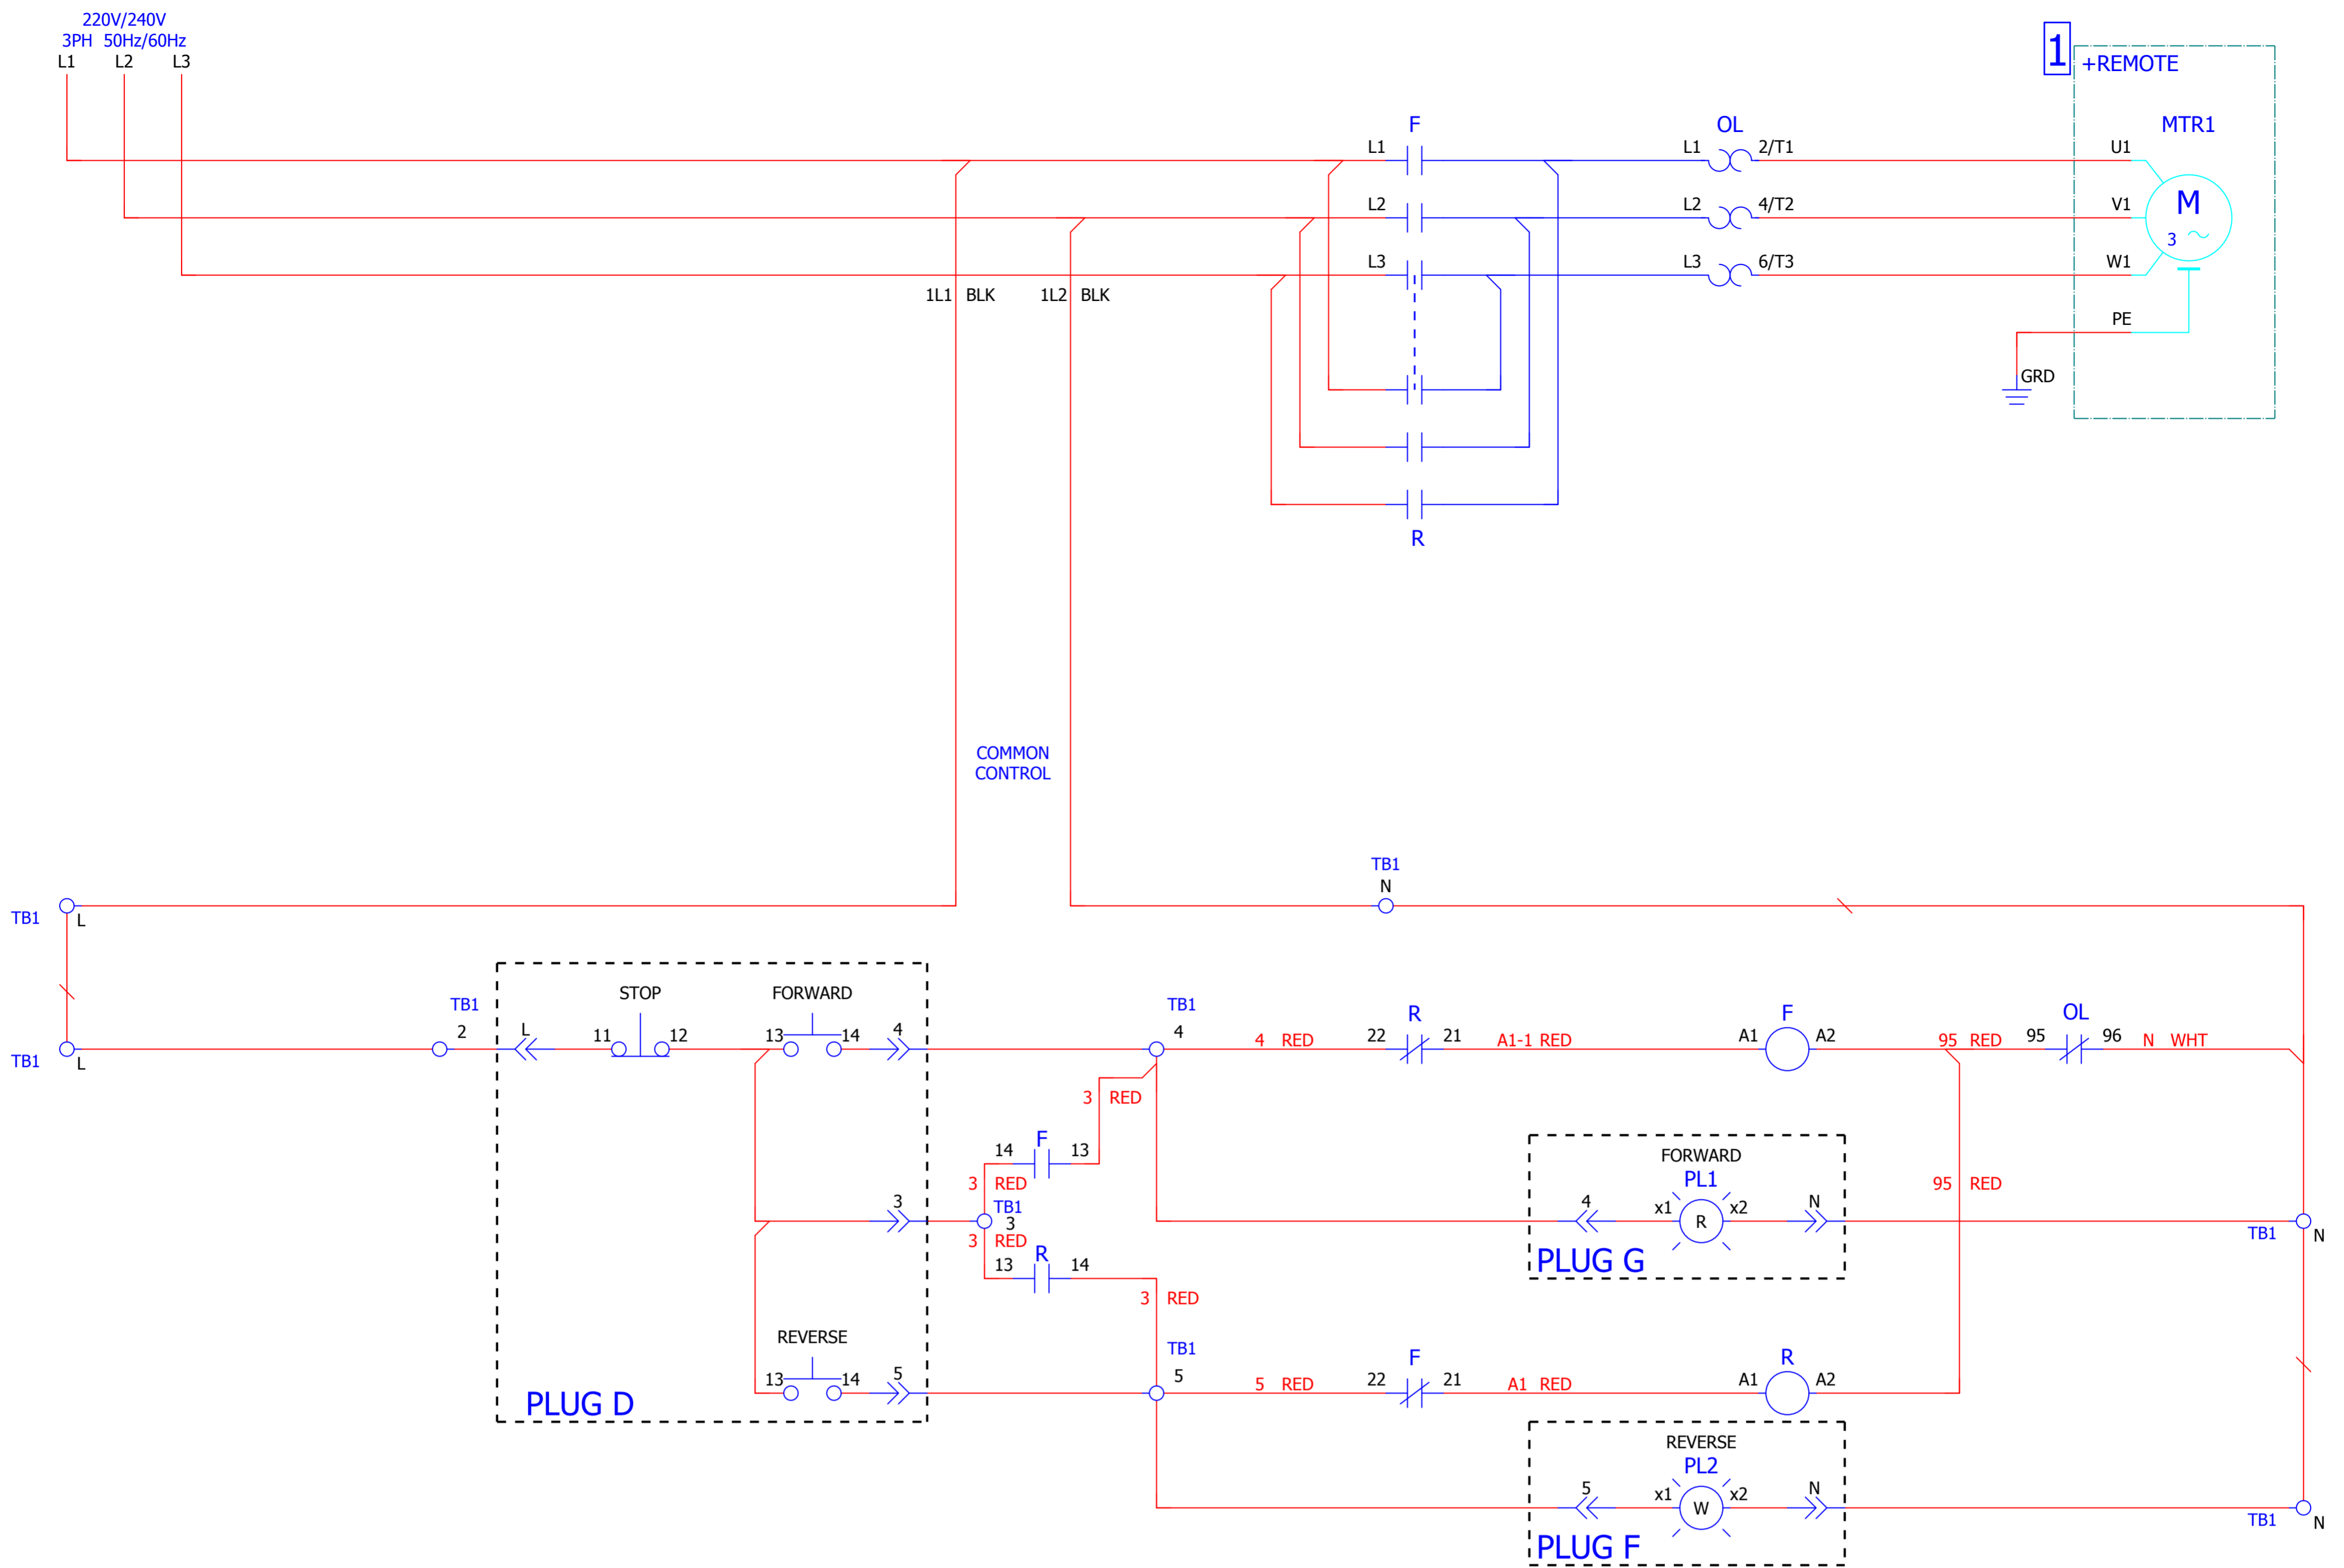 220V/240V
3PH 50Hz/60Hz
L1 L2 L3
1
+REMOTE
F OL MTR1
L1 L1 2/T1 U1
L2 L2 4/T2 V1
M
3
L3 L3 6/T3 W1
1L1 BLK 1L2 BLK
PE
GRD
R
COMMON
CONTROL
TB1
N
TB1 L
STOP FORWARD
TB1 TB1
R F OL
2 L 11 12 13 14 4 4
4 RED 22 21 A1-1 RED A1 A2 95 RED 95 96 N WHT
TB1 L
3 RED
F
14 13
FORWARD
PL1
3 RED
95 RED
3 TB1
3
4 x1 R x2 N
TB1 N
3 RED
R
13 14
PLUG G
3 RED
REVERSE
TB1
F R
13 14 5 5
5 RED 22 21 A1 RED A1 A2
PLUG D
REVERSE
PL2
5 x1 W x2 N
TB1 N
PLUG F